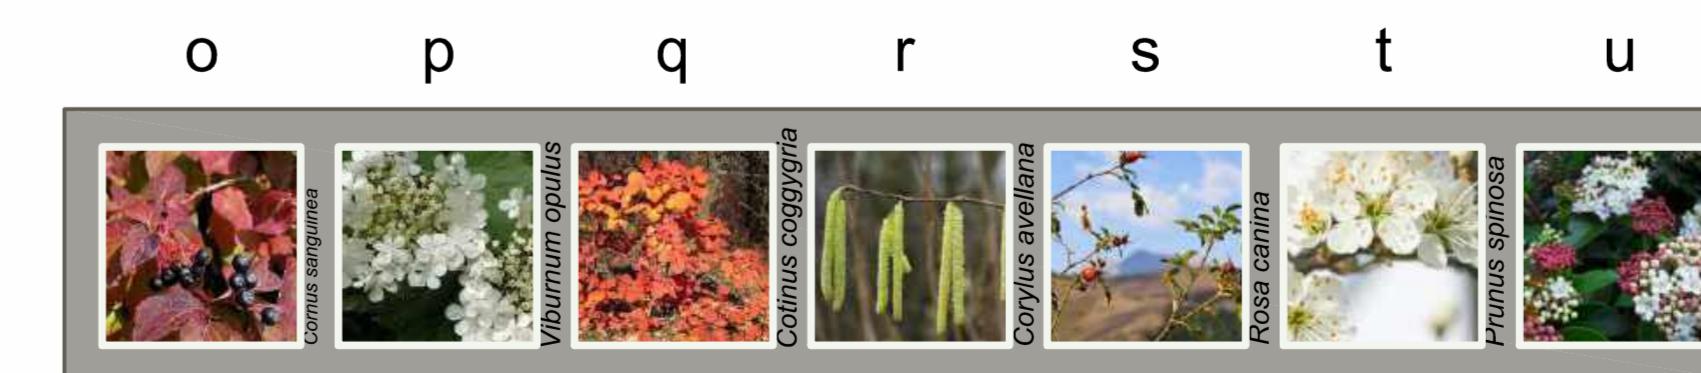 o p q r s t u
Cornus sanguinea
Viburnum opulus
Cotinus coggygria
Corylus avellana
Rosa canina
Prunus spinosa